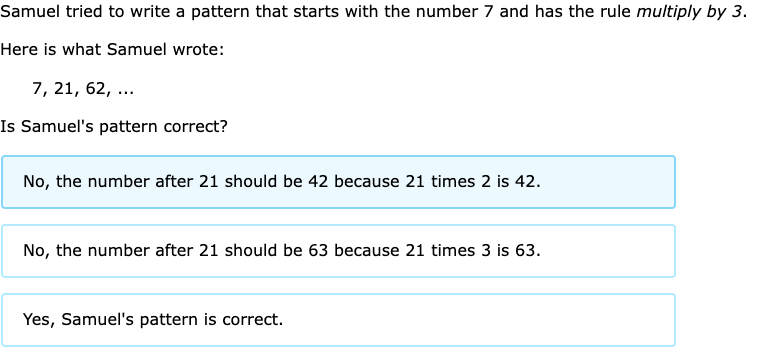 Samuel tried to write a pattern that starts with the number 7 and has the rule multiply by 3.
Here is what Samuel wrote:
7, 21, 62, ...
Is Samuel's pattern correct?
No, the number after 21 should be 42 because 21 times 2 is 42.
No, the number after 21 should be 63 because 21 times 3 is 63.
Yes, Samuel's pattern is correct.